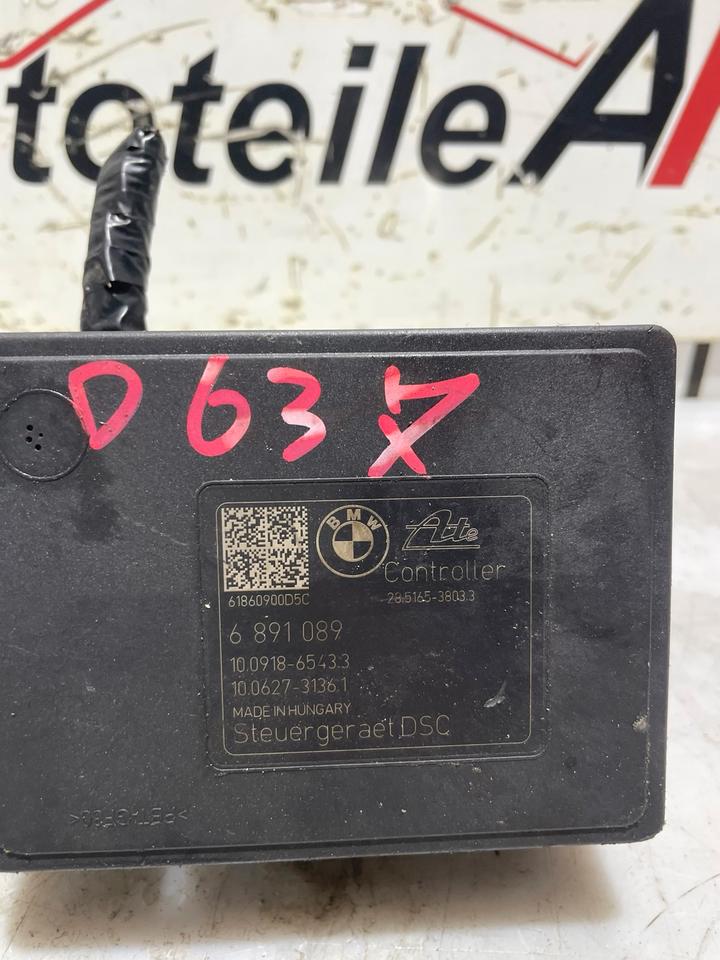 toteileA
D 63 X
BMW
Ate
Controller
61860900D5C
28.5165-3803.3
6 891 089
10.0918-6543.3
10.0627-3136.1
MADE IN HUNGARY
Steuergeraet DSC